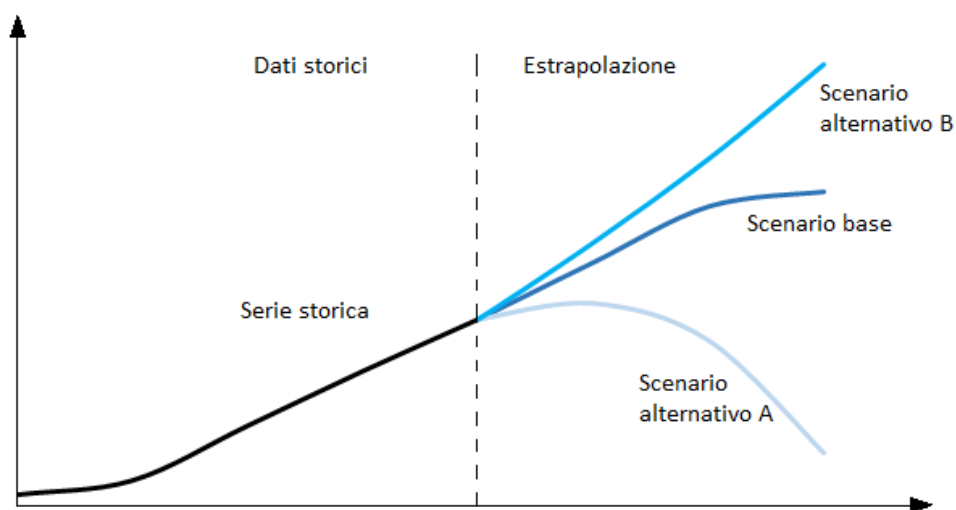 Dati storici
Estrapolazione
Scenario
alternativo B
Scenario base
Serie storica
Scenario
alternativo A